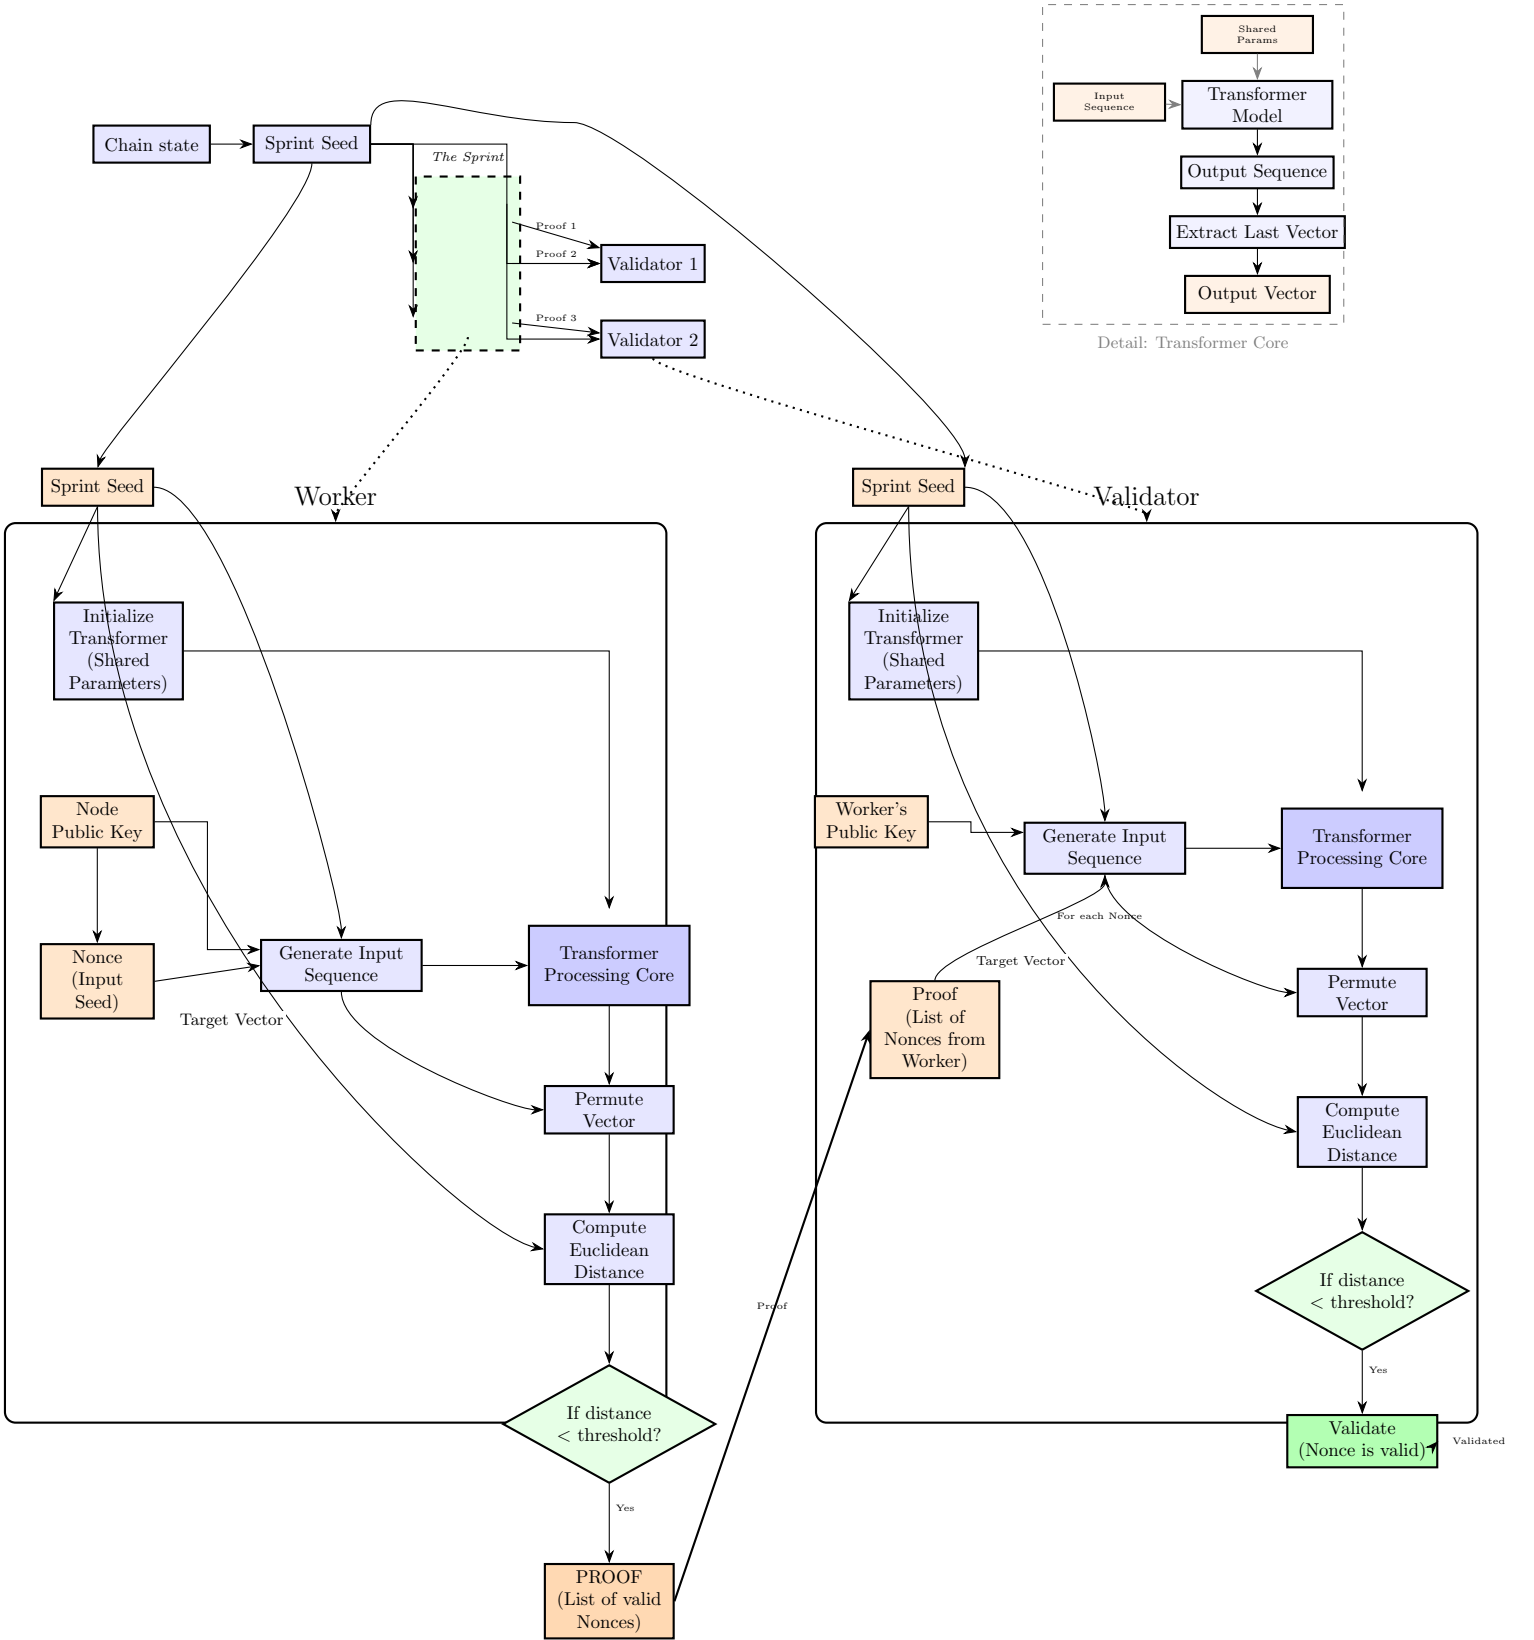 Shared
Params
Input
Sequence
Transformer
Model
Output Sequence
Extract Last Vector
Output Vector
Detail: Transformer Core
Chain state
Sprint Seed
The Sprint
Proof 1
Proof 2
Validator 1
Proof 3
Validator 2
Sprint Seed
Worker
Initialize
Transformer
(Shared
Parameters)
Node
Public Key
Nonce
(Input
Seed)
Generate Input
Sequence
Transformer
Processing Core
Target Vector
Permute
Vector
Compute
Euclidean
Distance
If distance
< threshold?
Yes
PROOF
(List of valid
Nonces)
Proof
Sprint Seed
Validator
Initialize
Transformer
(Shared
Parameters)
Worker's
Public Key
Generate Input
Sequence
Transformer
Processing Core
For each Nonce
Target Vector
Proof
(List of
Nonces from
Worker)
Permute
Vector
Compute
Euclidean
Distance
If distance
< threshold?
Yes
Validate
(Nonce is valid)
Validated